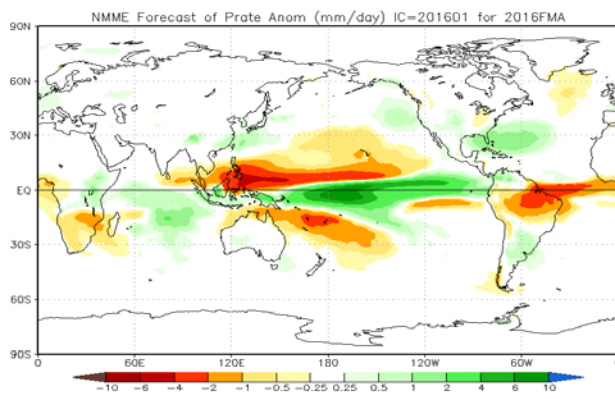 NMME Forecast of Prate Anom (mm/day) IC=201601 for 2016FMA
90N
60N
30N
EQ
30S
60S
90S
0 60E 120E 180 120W 60W 0
-10 -6 -4 -2 -1 -0.5 -0.25 0.25 0.5 1 2 4 6 10